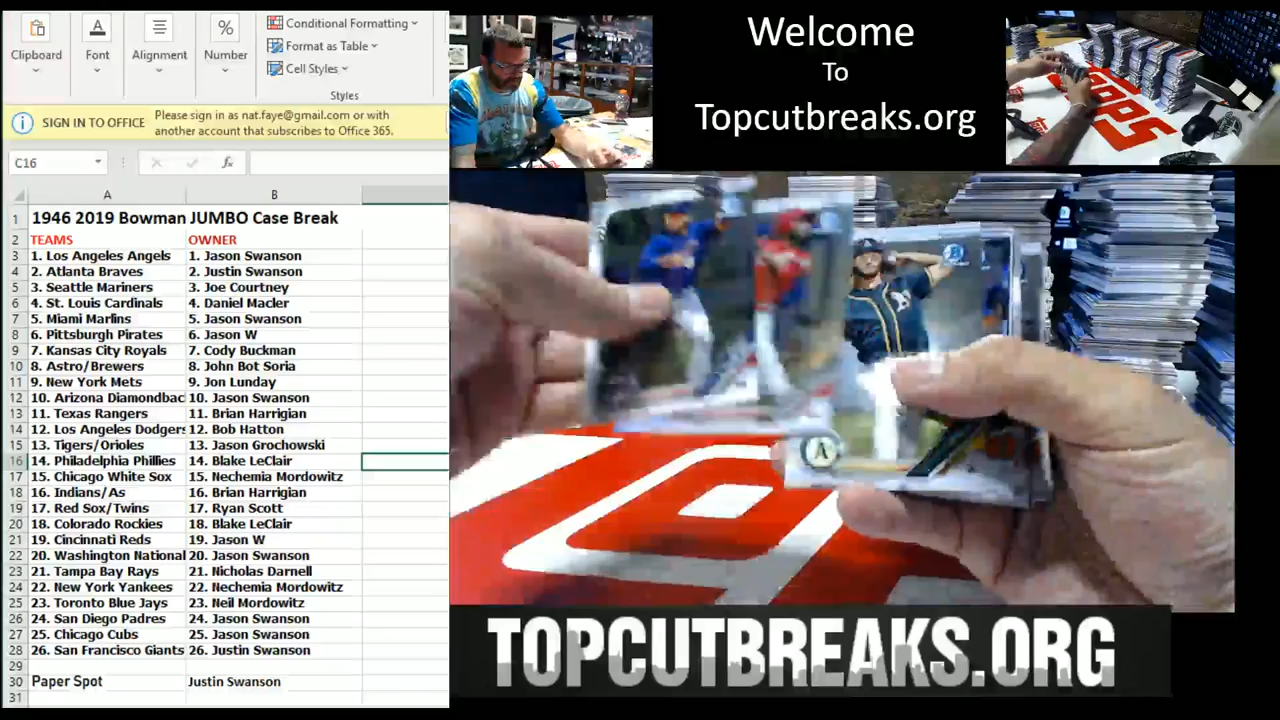 Clipboard
Font
Alignment
%
Number
Conditional Formatting
Format as Table
Cell Styles
Styles
SIGN IN TO OFFICE
Please sign in as nat.faye@gmail.com or with
another account that subscribes to Office 365.
C16
fx
A B
1 1946 2019 Bowman JUMBO Case Break
2 TEAMS OWNER
3 1. Los Angeles Angels 1. Jason Swanson
4 2. Atlanta Braves 2. Justin Swanson
5 3. Seattle Mariners 3. Joe Courtney
6 4. St. Louis Cardinals 4. Daniel Macler
7 5. Miami Marlins 5. Jason Swanson
8 6. Pittsburgh Pirates 6. Jason W
9 7. Kansas City Royals 7. Cody Buckman
10 8. Astro/Brewers 8. John Bot Soria
11 9. New York Mets 9. Jon Lunday
12 10. Arizona Diamondbac 10. Jason Swanson
13 11. Texas Rangers 11. Brian Harrigian
14 12. Los Angeles Dodgers 12. Bob Hatton
15 13. Tigers/Orioles 13. Jason Grochowski
16 14. Philadelphia Phillies 14. Blake LeClair
17 15. Chicago White Sox 15. Nechemia Mordowitz
18 16. Indians/As 16. Brian Harrigian
19 17. Red Sox/Twins 17. Ryan Scott
20 18. Colorado Rockies 18. Blake LeClair
21 19. Cincinnati Reds 19. Jason W
22 20. Washington National 20. Jason Swanson
23 21. Tampa Bay Rays 21. Nicholas Darnell
24 22. New York Yankees 22. Nechemia Mordowitz
25 23. Toronto Blue Jays 23. Neil Mordowitz
26 24. San Diego Padres 24. Jason Swanson
27 25. Chicago Cubs 25. Jason Swanson
28 26. San Francisco Giants 26. Justin Swanson
29
30 Paper Spot Justin Swanson
31
Welcome
To
Topcutbreaks.org
TOPCUTBREAKS.ORG